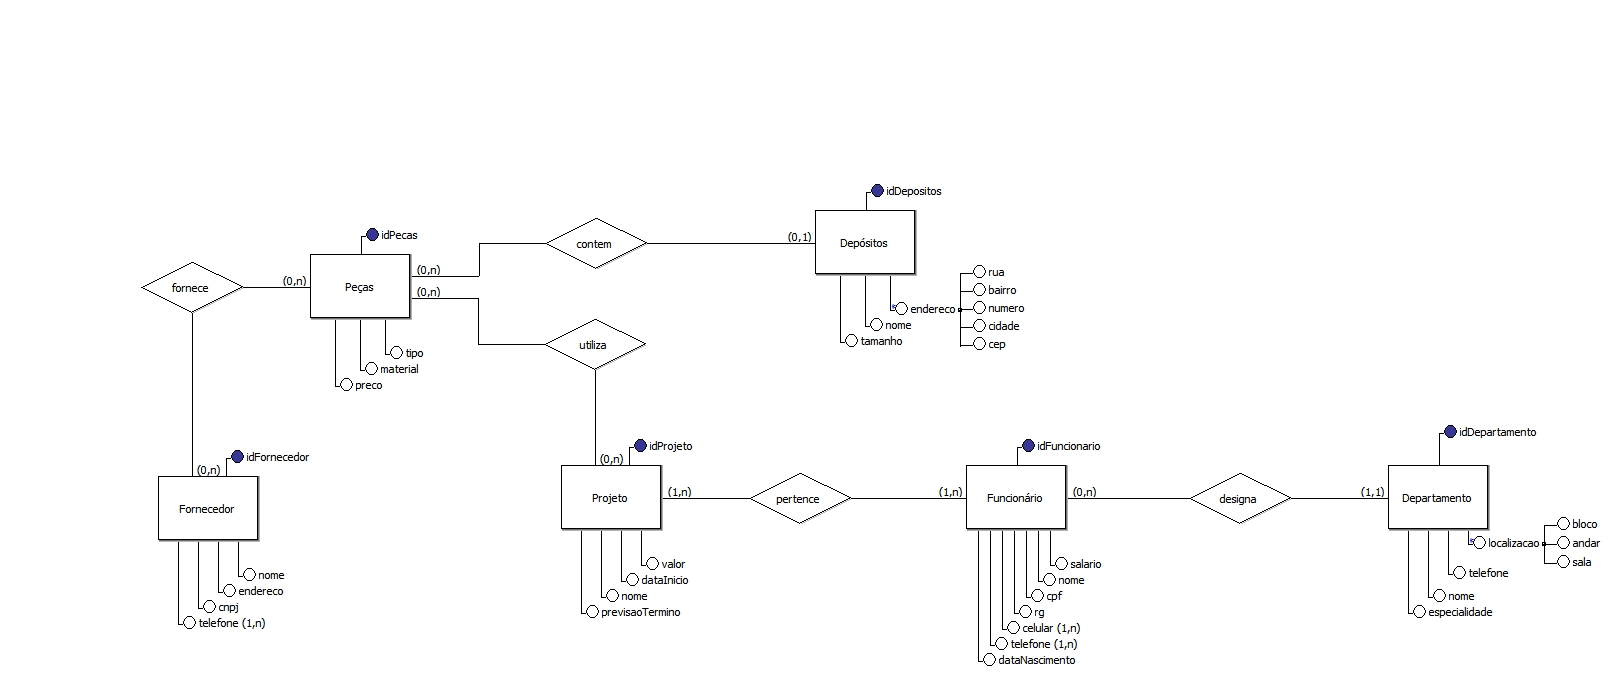 idDepositos
(0,1)
Depósitos
endereco
rua
bairro
numero
cidade
cep
nome
tamanho
contem
idPecas
(0,n)
Peças
(0,n)
(0,n)
tipo
material
preco
fornece
utiliza
idFornecedor
(0,n)
Fornecedor
nome
endereco
cnpj
telefone (1,n)
idProjeto
(0,n)
Projeto
(1,n)
valor
dataInicio
nome
previsaoTermino
pertence
idFuncionario
(1,n)
Funcionário
(0,n)
salario
nome
cpf
rg
celular (1,n)
telefone (1,n)
dataNascimento
designa
idDepartamento
(1,1)
Departamento
localizacao
bloco
andar
sala
telefone
nome
especialidade